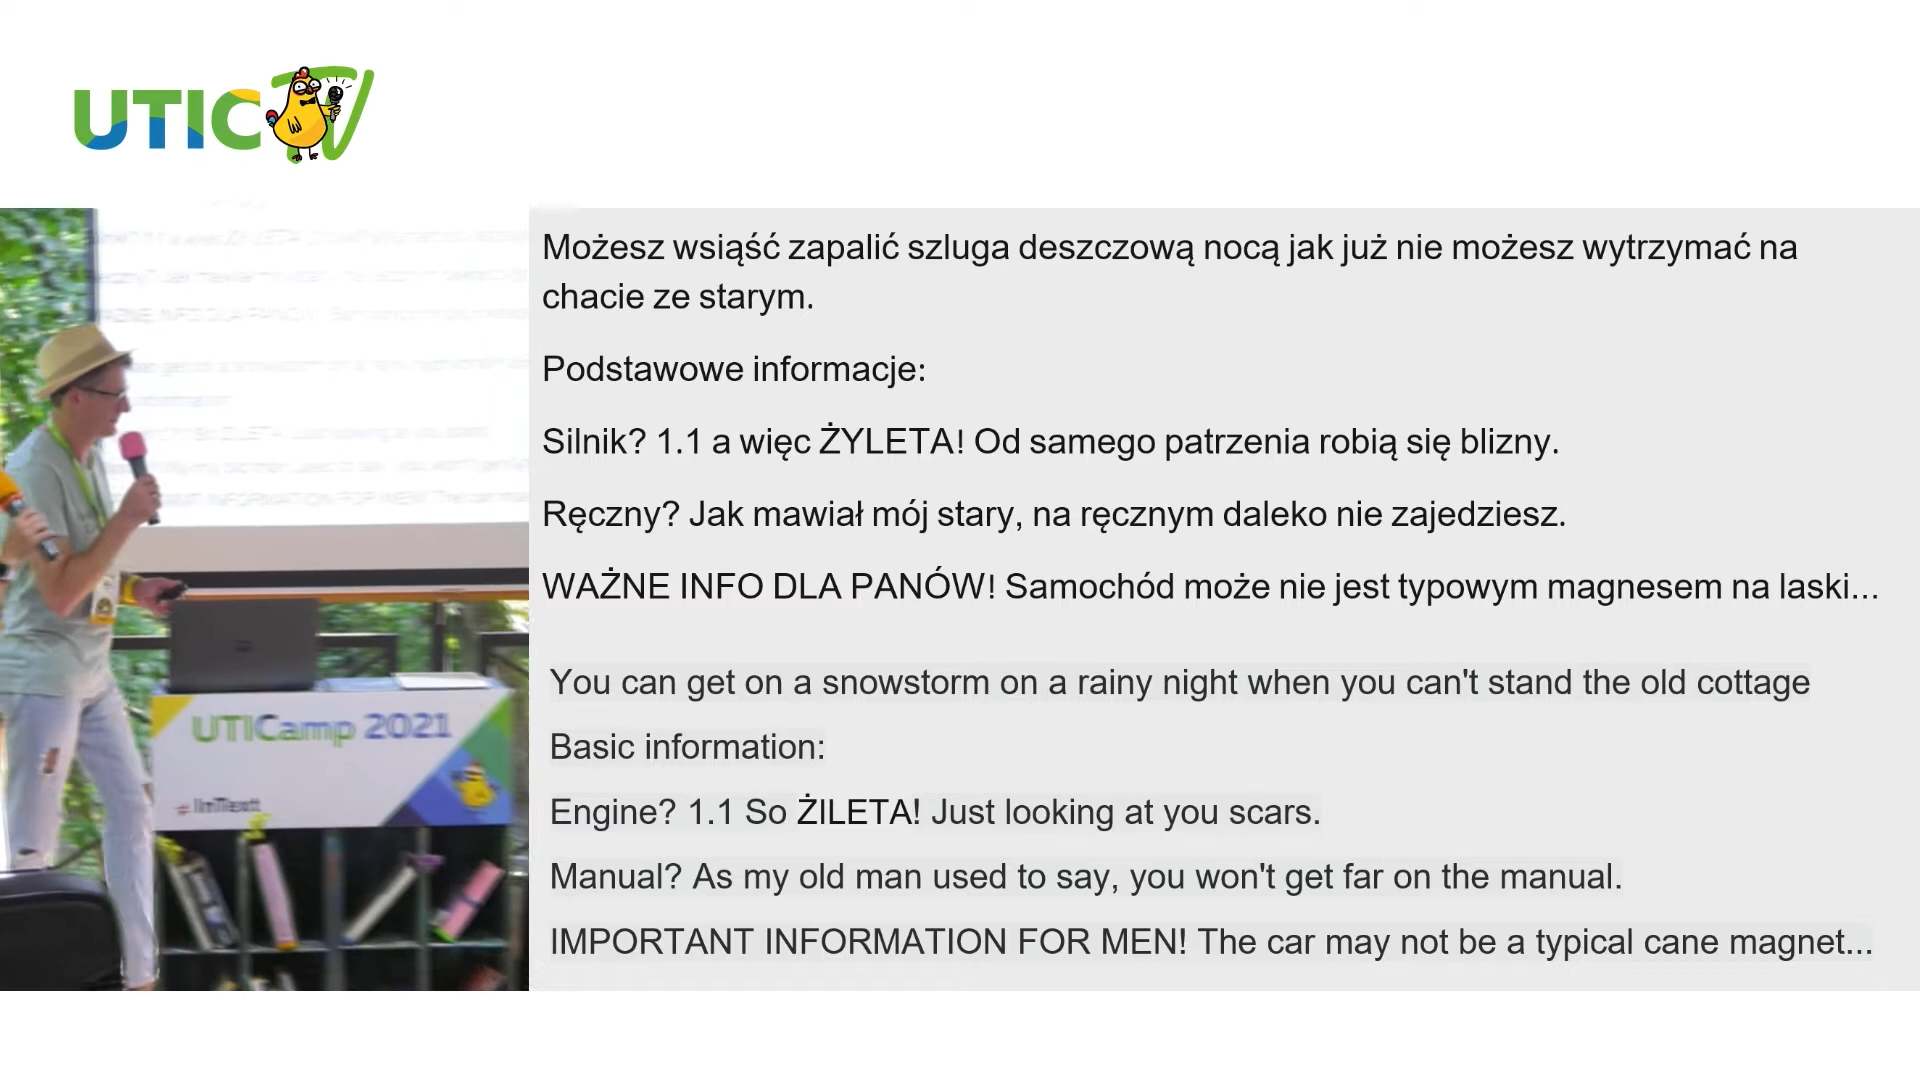 UTIC TV
Możesz wsiąść zapalić szluga deszczową nocą jak już nie możesz wytrzymać na
chacie ze starym.
Podstawowe informacje:
Silnik? 1.1 a więc ŻYLETA! Od samego patrzenia robią się blizny.
Ręczny? Jak mawiał mój stary, na ręcznym daleko nie zajedziesz.
WAŻNE INFO DLA PANÓW! Samochód może nie jest typowym magnesem na laski...
You can get on a snowstorm on a rainy night when you can't stand the old cottage
Basic information:
Engine? 1.1 So ŻILETA! Just looking at you scars.
Manual? As my old man used to say, you won't get far on the manual.
IMPORTANT INFORMATION FOR MEN! The car may not be a typical cane magnet...
UTICamp 2021